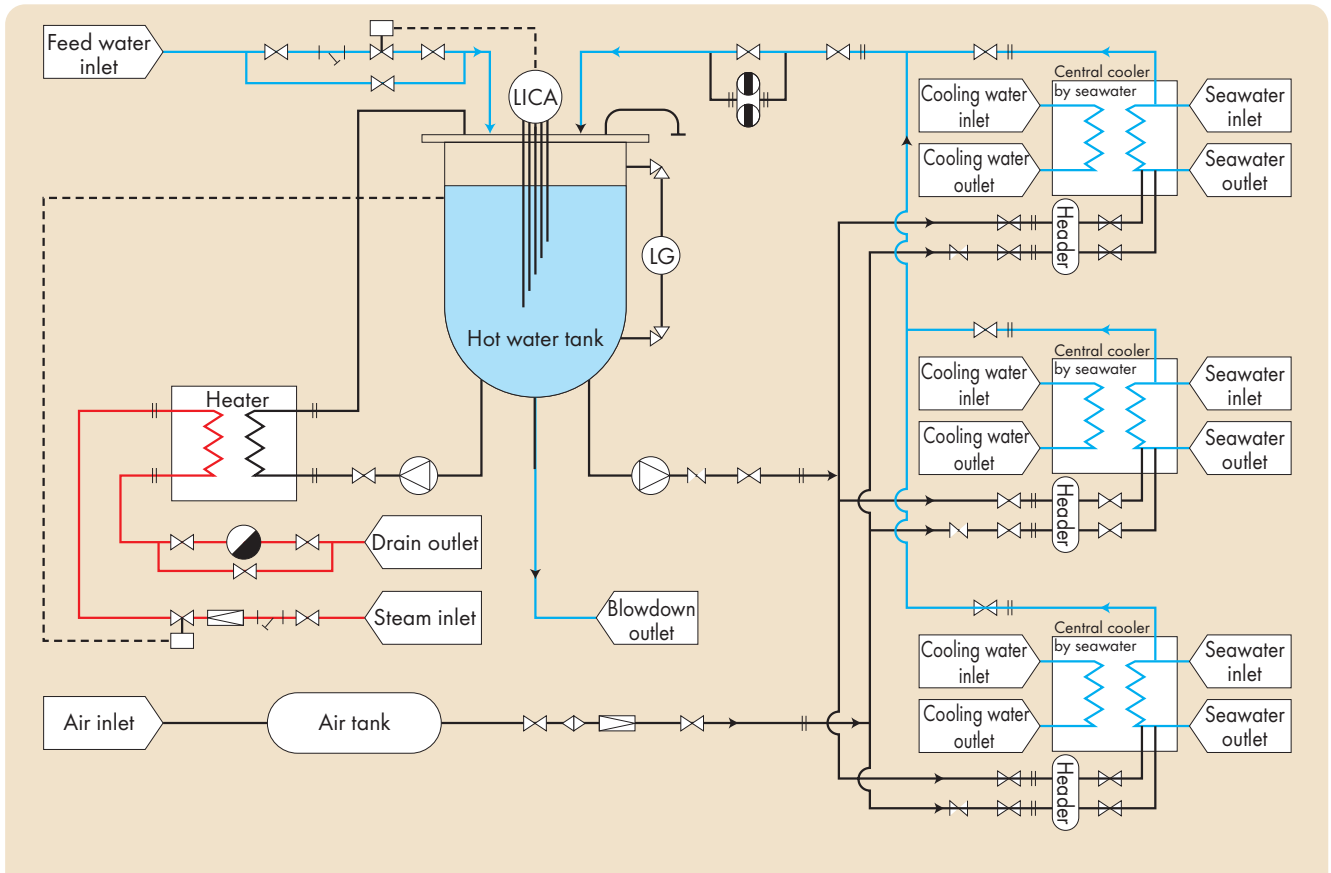 Feed water
inlet
LICA
LG
Hot water tank
Heater
Drain outlet
Steam inlet
Blowdown
outlet
Air inlet
Air tank
Central cooler
by seawater
Cooling water
inlet
Cooling water
outlet
Seawater
inlet
Seawater
outlet
Header
Central cooler
by seawater
Cooling water
inlet
Cooling water
outlet
Seawater
inlet
Seawater
outlet
Header
Central cooler
by seawater
Cooling water
inlet
Cooling water
outlet
Seawater
inlet
Seawater
outlet
Header